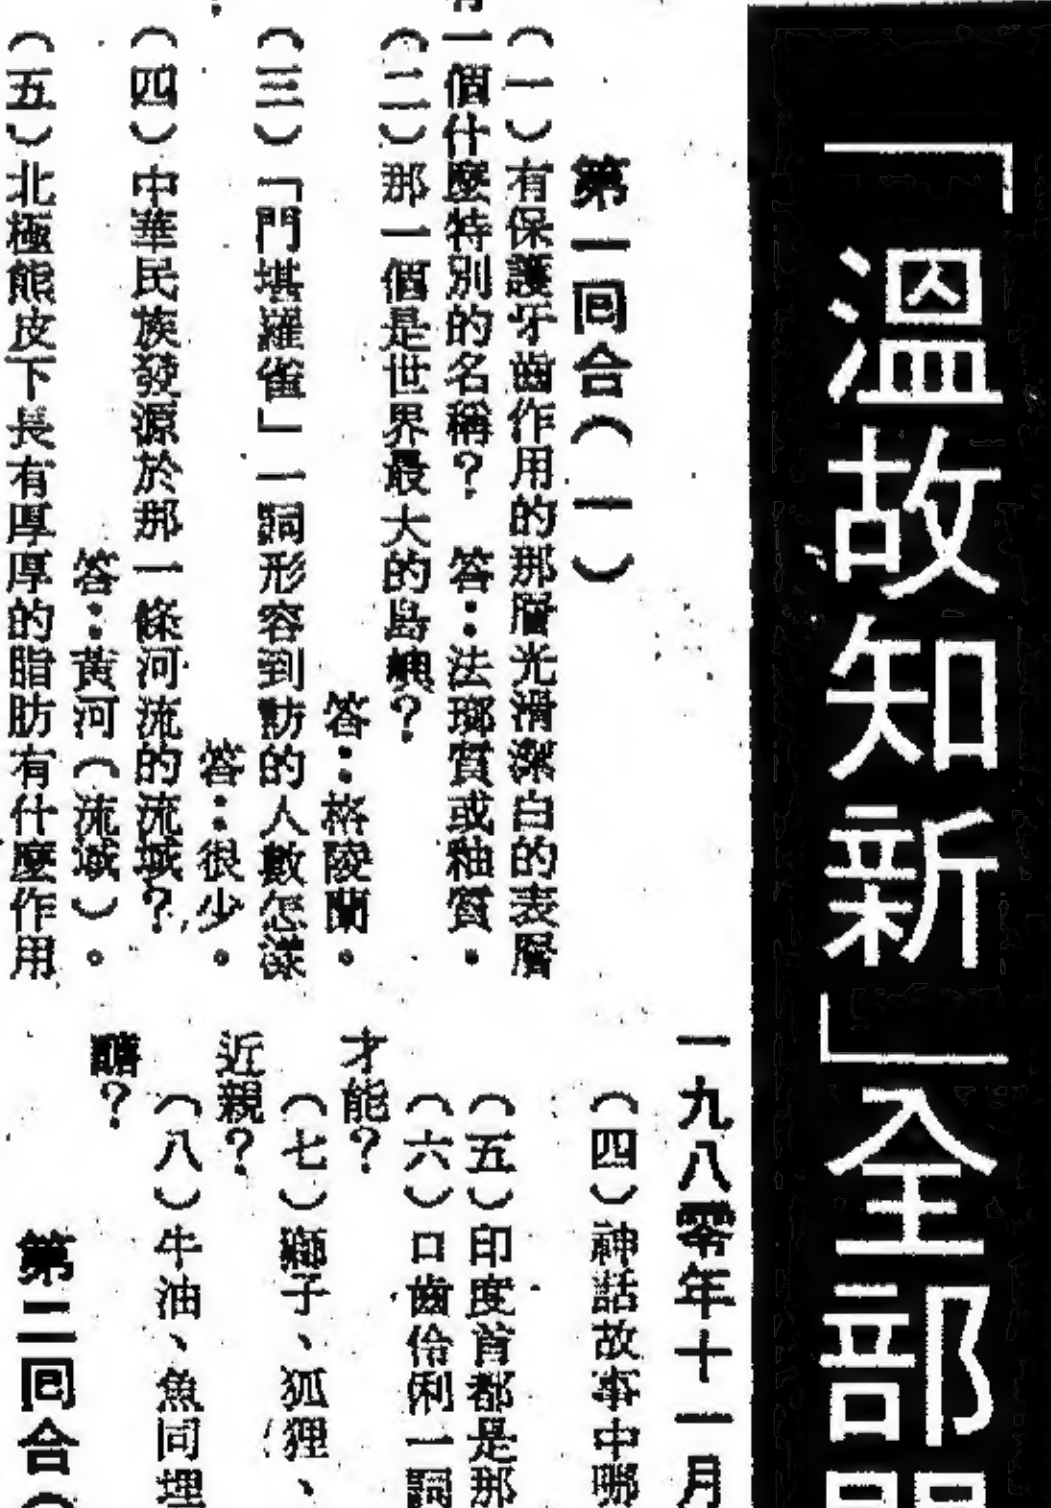 「溫故知新」全部
一九八零年十一月
第一回合（一）
（一）有保護牙齒作用的那層光滑潔白的表層
有一個什麼特別的名稱？　答：法瑯質或釉質。
（二）那一個是世界最大的島嶼？
答：格陵蘭。
（三）「門堪羅雀」一詞形容到訪的人數怎樣
答：很少。
（四）中華民族發源於那一條河流的流域？
答：黃河（流域）。
（五）北極熊皮下長有厚厚的脂肪有什麼作用
（四）神話故事中哪
（五）印度首都是那
（六）口齒伶俐一詞
才能？
（七）獅子、狐狸、
近親？
（八）牛油、魚同埋
醋？
第二回合（